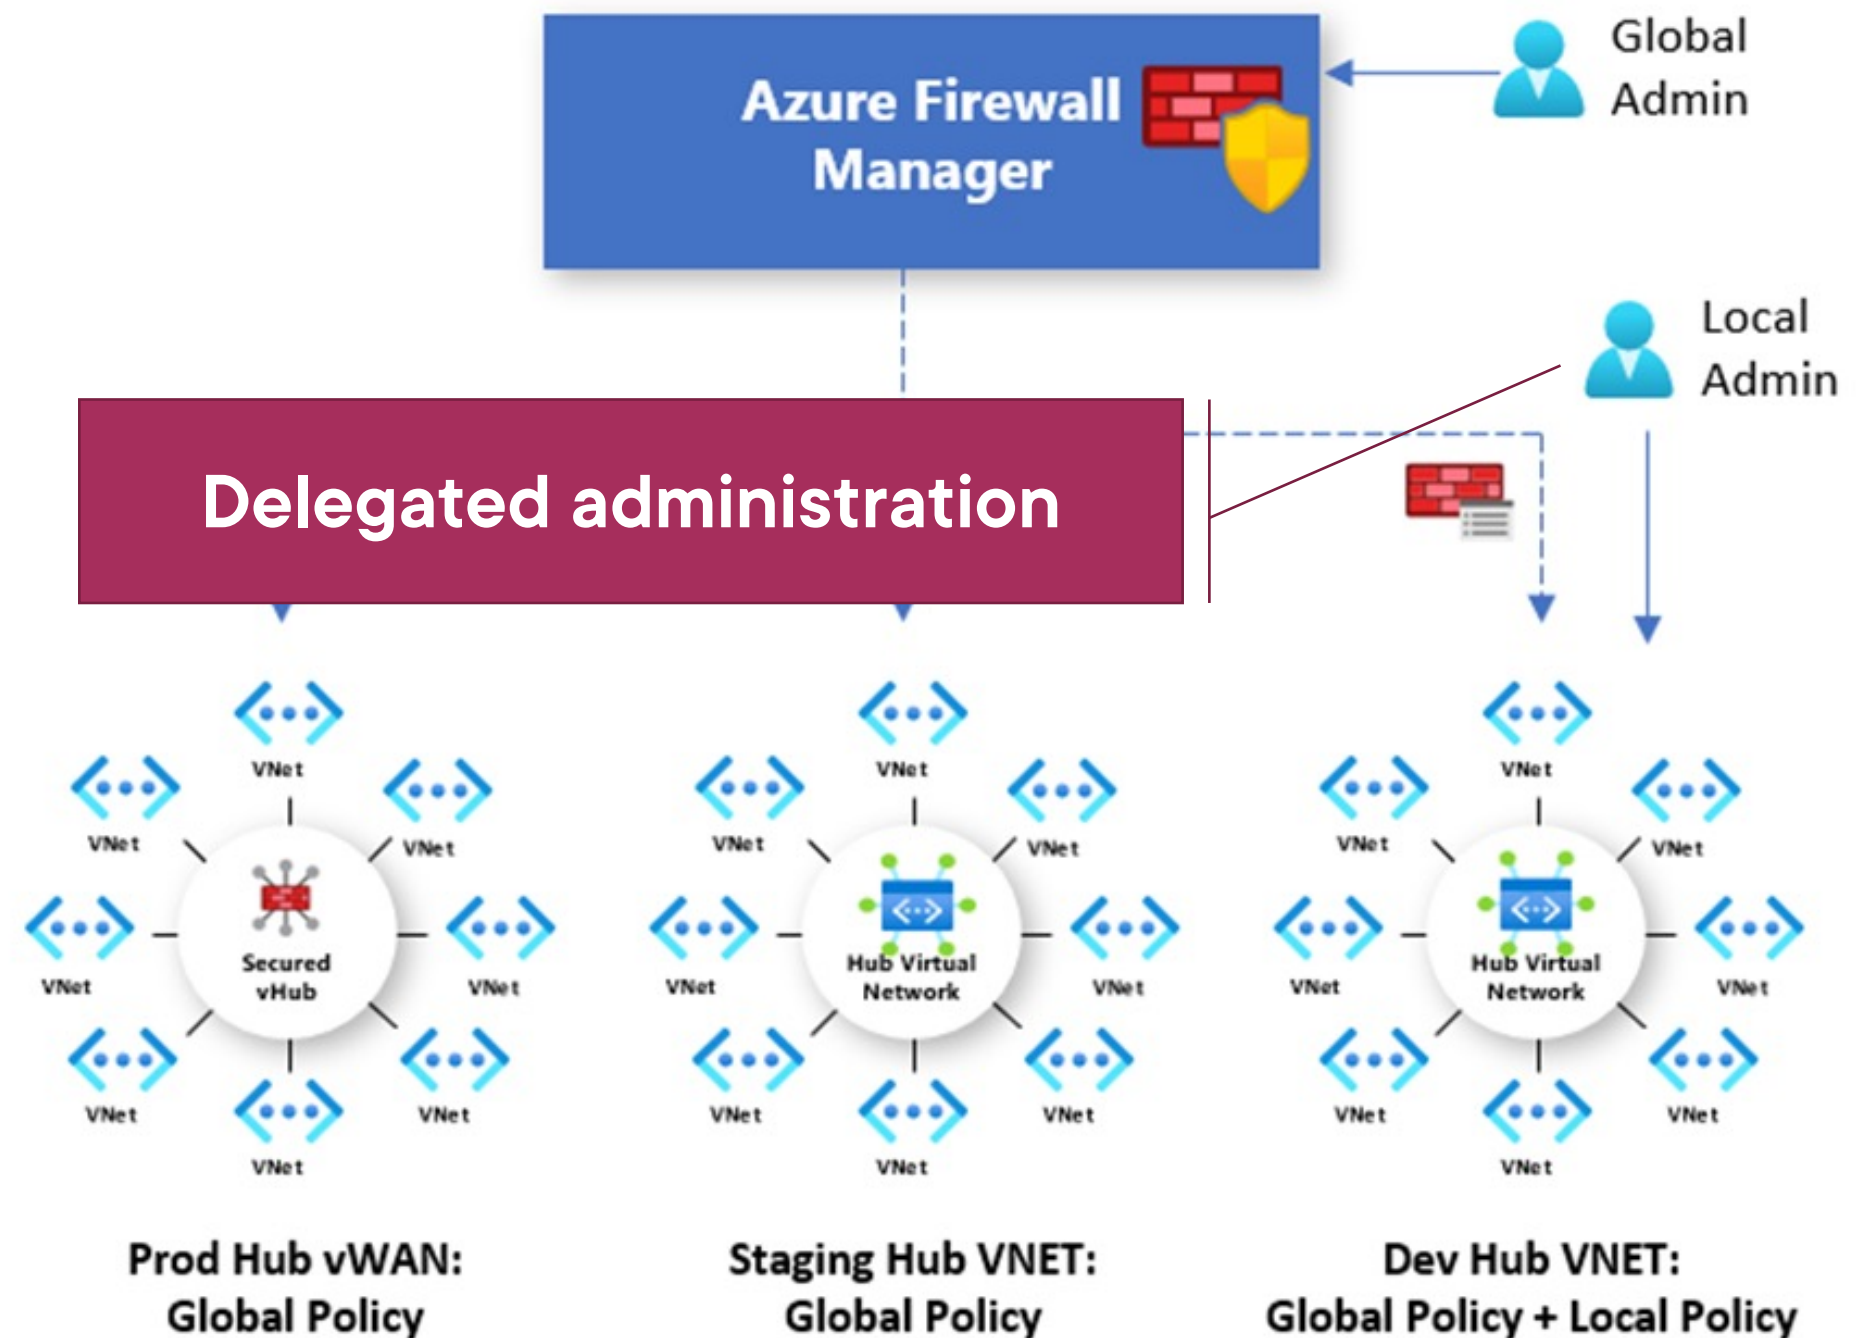 Azure Firewall
Manager
Global
Admin
Local
Admin
Delegated administration
VNet
VNet
VNet
VNet
VNet
VNet
VNet
VNet
Secured
vHub
VNet
VNet
VNet
VNet
VNet
VNet
VNet
VNet
Hub Virtual
Network
VNet
VNet
VNet
VNet
VNet
VNet
VNet
VNet
Hub Virtual
Network
Prod Hub vWAN:
Global Policy
Staging Hub VNET:
Global Policy
Dev Hub VNET:
Global Policy + Local Policy